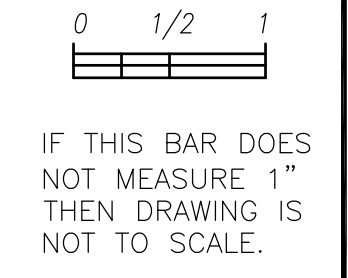 0 1/2 1
IF THIS BAR DOES
NOT MEASURE 1"
THEN DRAWING IS
NOT TO SCALE.